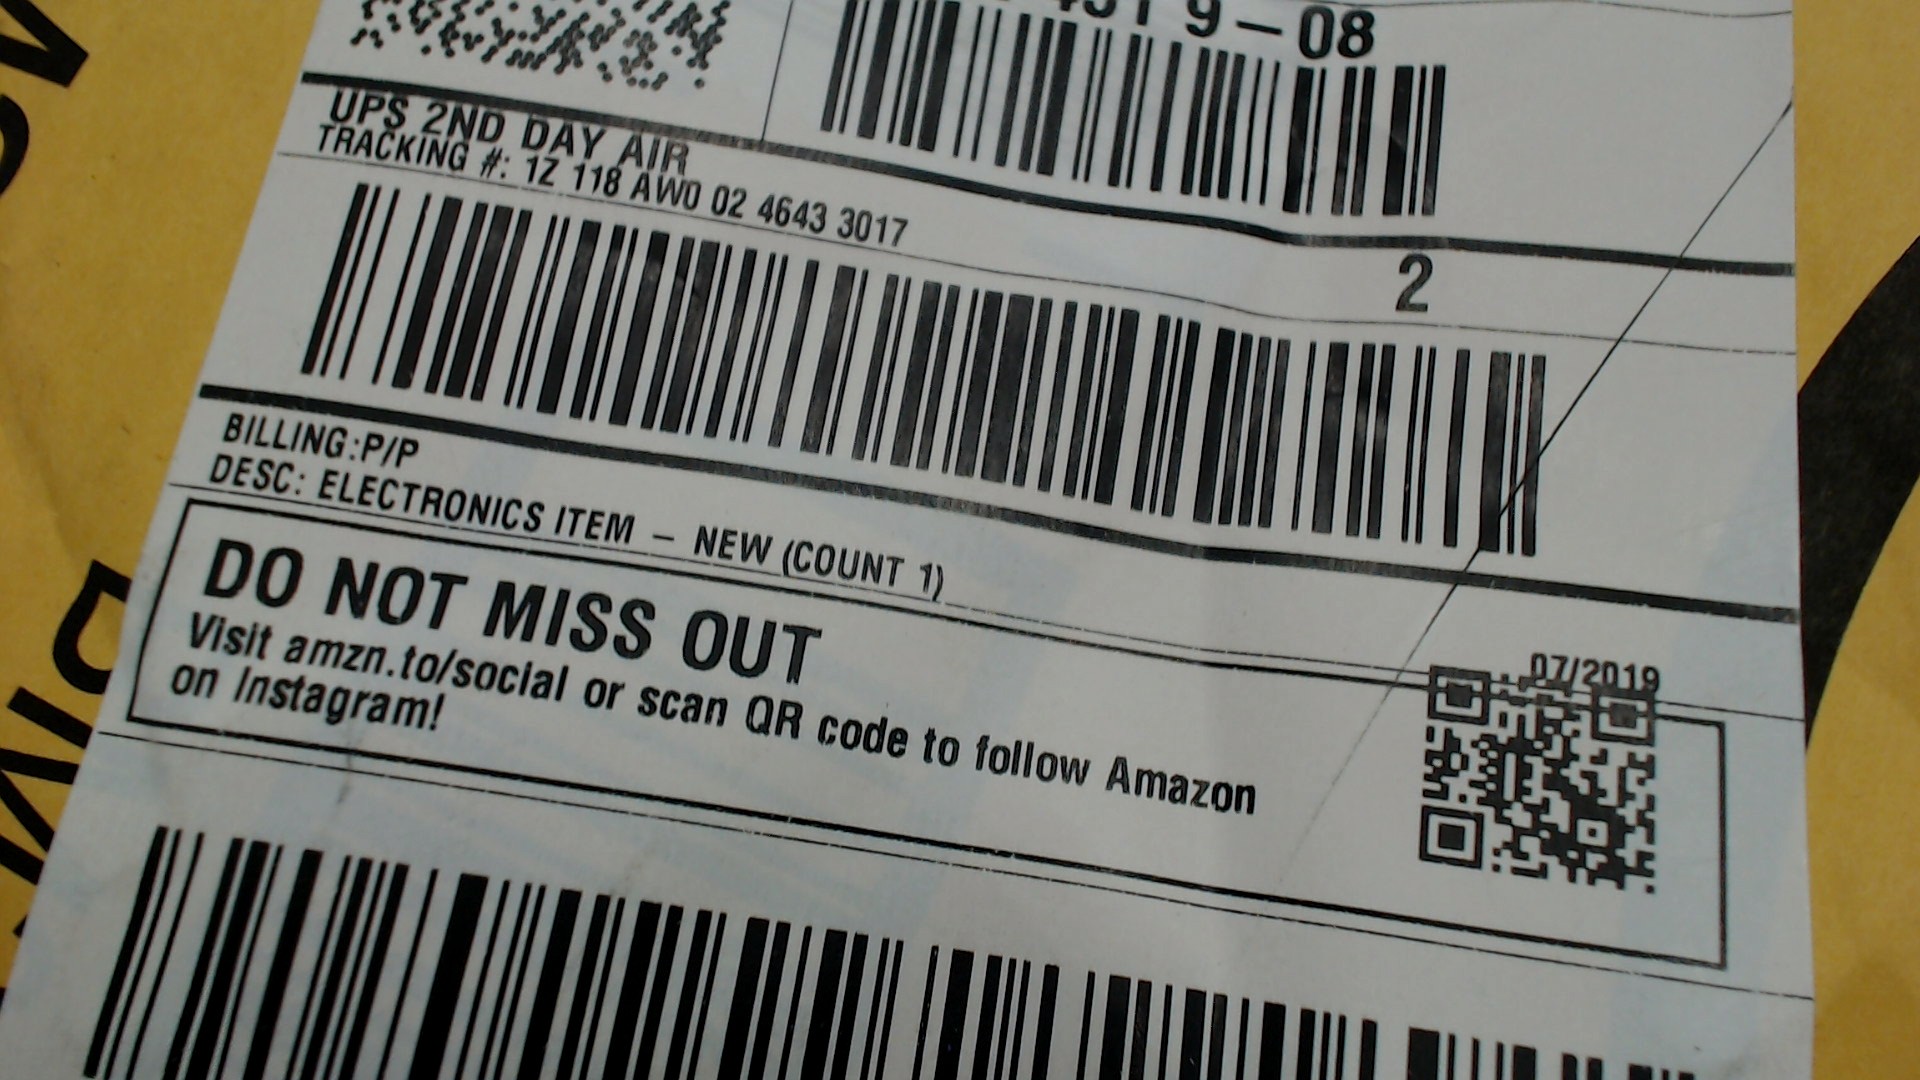 9-08
UPS 2ND DAY AIR
TRACKING #: 1Z 118 AW0 02 4643 3017
2
BILLING:P/P
DESC: ELECTRONICS ITEM - NEW (COUNT 1)
07/2019
DO NOT MISS OUT
Visit amzn.to/social or scan QR code to follow Amazon
on Instagram!